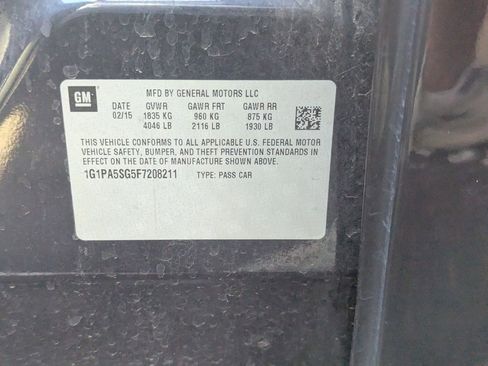 GM
MFD BY GENERAL MOTORS LLC
DATE GVWR GAWR FRT GAWR RR
02/15 1835 KG 960 KG 875 KG
4046 LB 2116 LB 1930 LB
THIS VEHICLE CONFORMS TO ALL APPLICABLE U.S. FEDERAL MOTOR
VEHICLE SAFETY, BUMPER, AND THEFT PREVENTION STANDARDS IN
EFFECT ON THE DATE OF MANUFACTURE SHOWN ABOVE.
1G1PA5SG5F7208211 TYPE: PASS CAR